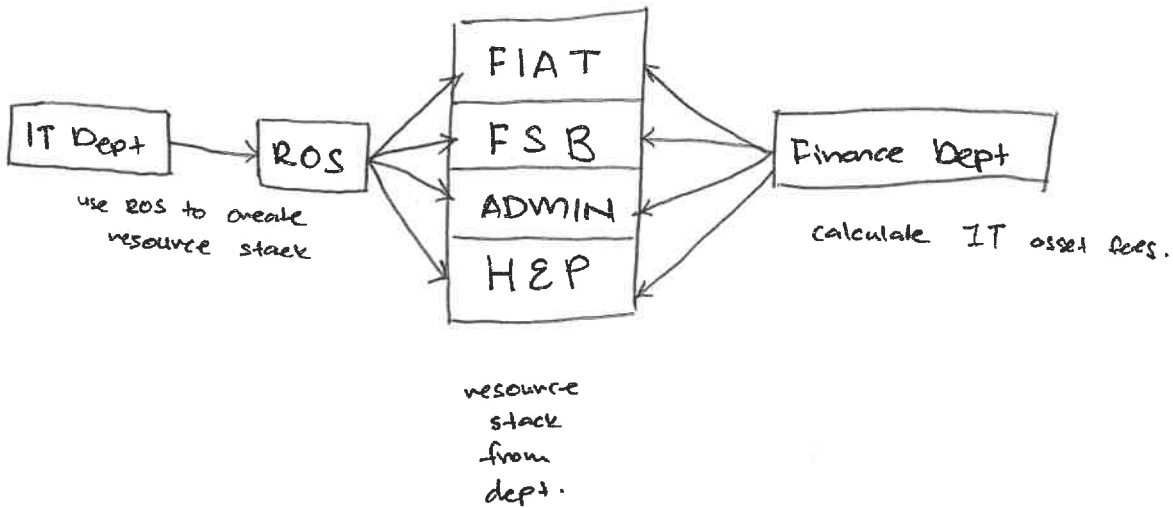 FIAT
IT Dept
ROS
FSB
Finance Dept
ADMIN
HEP
use ROS to create
resource stack
calculate IT asset fees.
resource
stack
from
dept.